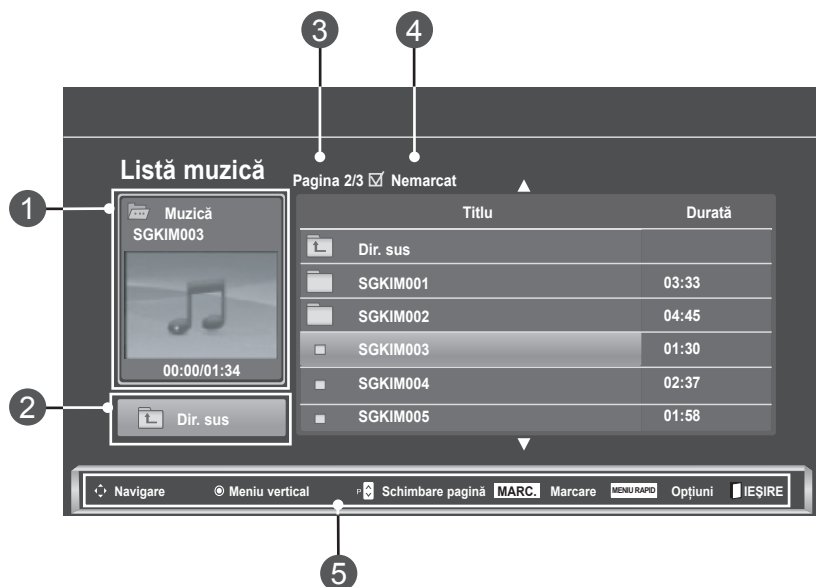 3 4
Listă muzică
Pagina 2/3 ☑ Nemarcat
1
Muzică
SGKIM003
00:00/01:34
2
Dir. sus
Titlu Durată
Dir. sus
SGKIM001 03:33
SGKIM002 04:45
SGKIM003 01:30
SGKIM004 02:37
SGKIM005 01:58
Navigare Meniu vertical P Schimbare pagină MARC. Marcare MENIU RAPID Opțiuni IEȘIRE
5